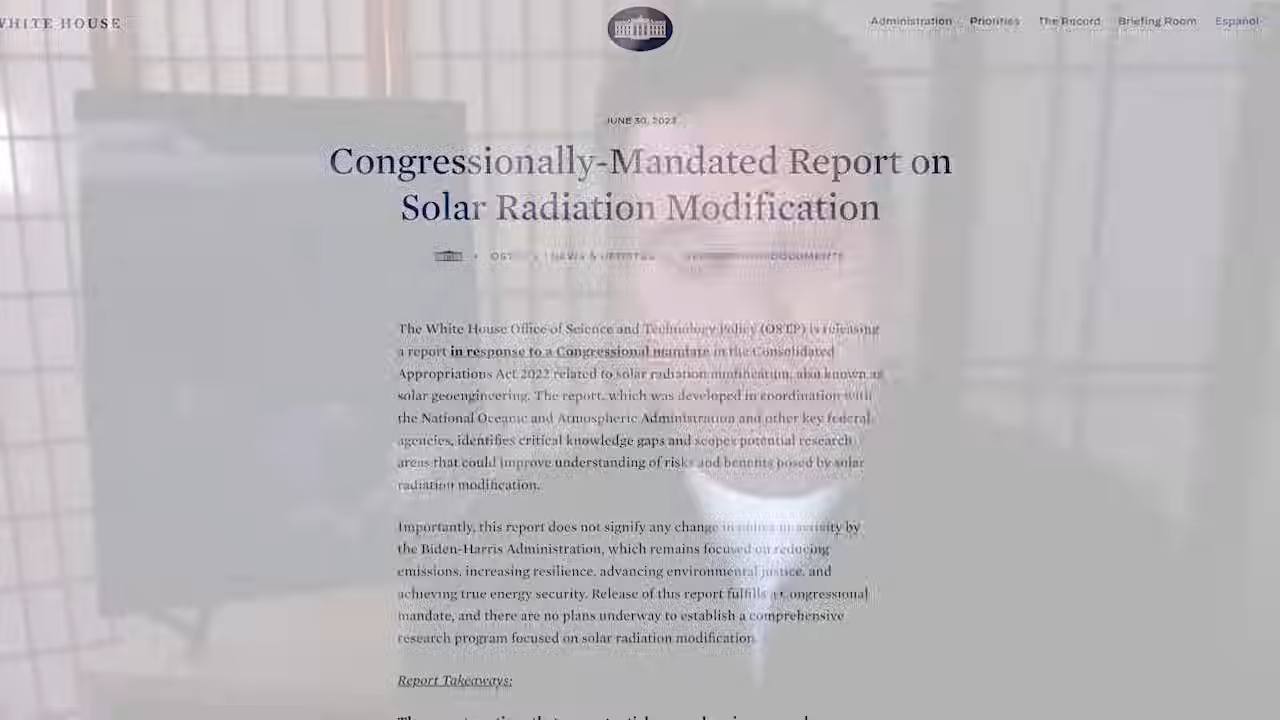 WHITE HOUSE
Administration Priorities The Record Briefing Room Español
JUNE 30, 2023
Congressionally-Mandated Report on
Solar Radiation Modification
NEWS & UPDATES DOCUMENTS
The White House Office of Science and Technology Policy (OSTP) is releasing
a report in response to a Congressional mandate in the Consolidated
Appropriations Act 2022 related to solar radiation modification, also known as
solar geoengineering. The report, which was developed in coordination with
the National Oceanic and Atmospheric Administration and other key federal
agencies, identifies critical knowledge gaps and scopes potential research
areas that could improve understanding of risks and benefits posed by solar
radiation modification.
Importantly, this report does not signify any change in policy or activity by
the Biden-Harris Administration, which remains focused on reducing
emissions, increasing resilience, advancing environmental justice, and
achieving true energy security. Release of this report fulfills a Congressional
mandate, and there are no plans underway to establish a comprehensive
research program focused on solar radiation modification
Report Takeaways: